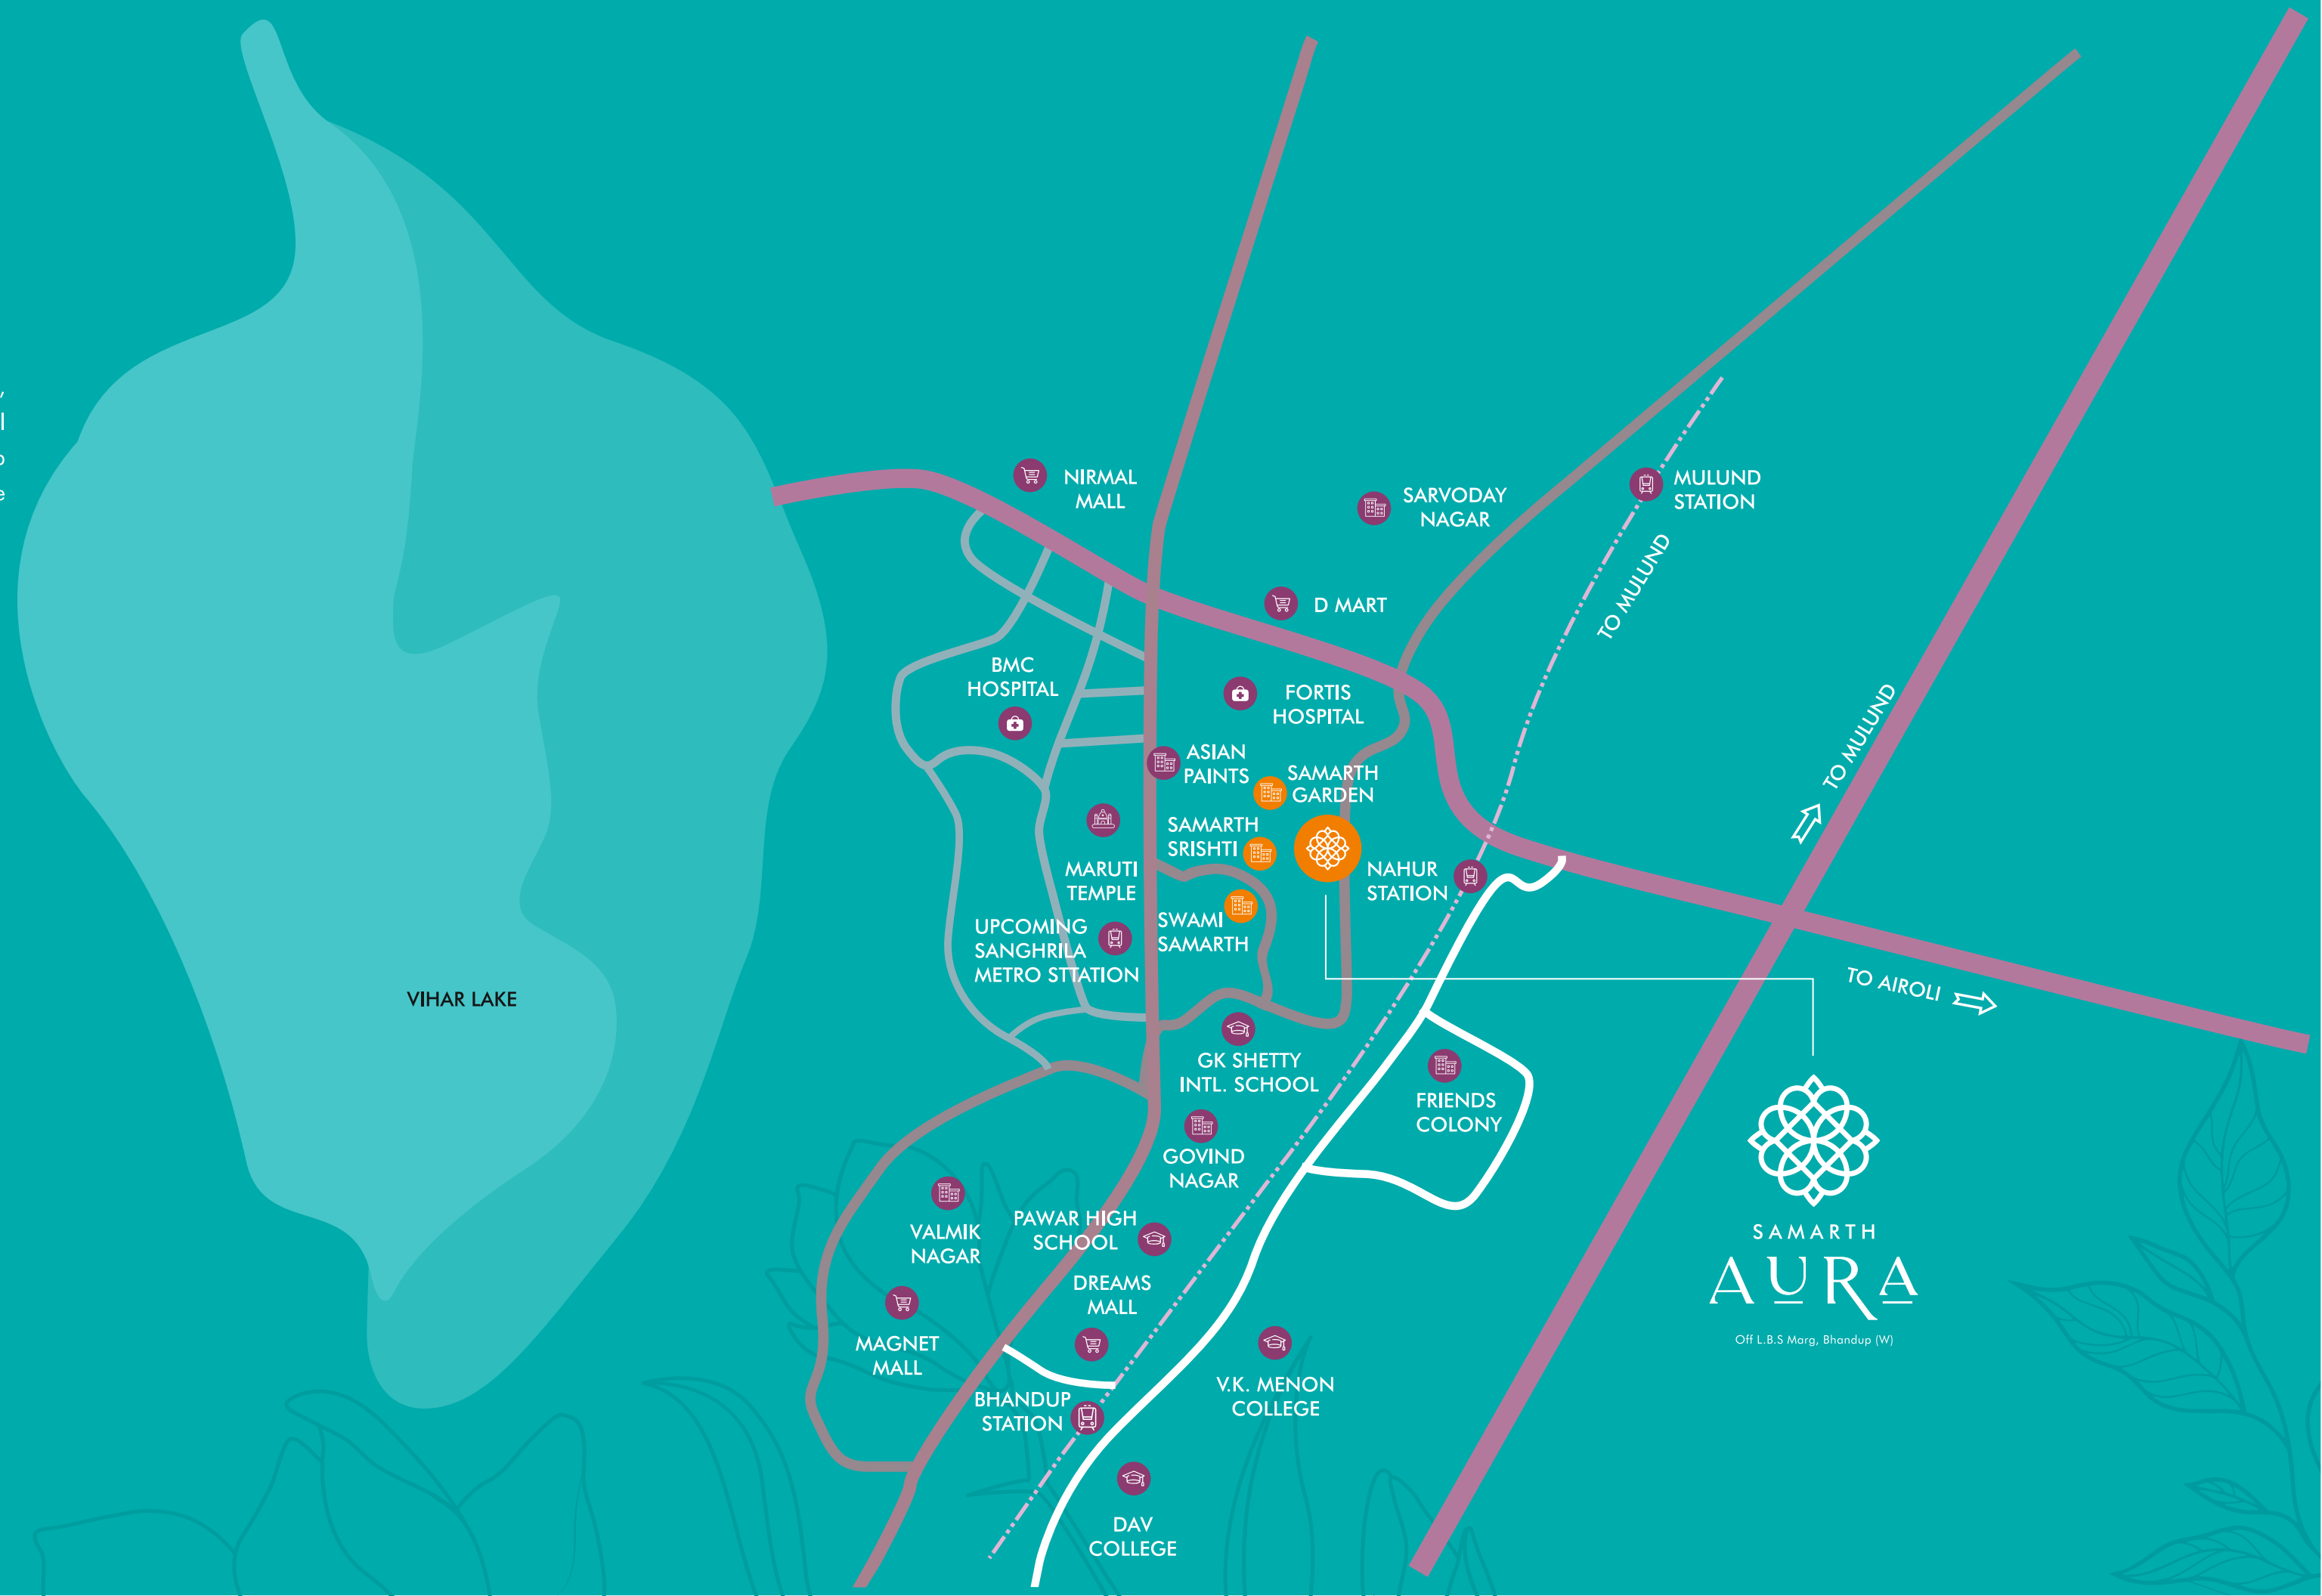 NIRMAL
MALL
SARVODAY
NAGAR
MULUND
STATION
TO MULUND
D MART
BMC
HOSPITAL
FORTIS
HOSPITAL
ASIAN
PAINTS
SAMARTH
GARDEN
TO MULUND
SAMARTH
SRISHTI
MARUTI
TEMPLE
NAHUR
STATION
SWAMI
SAMARTH
UPCOMING
SANGHRILA
METRO STTATION
VIHAR LAKE
TO AIROLI
GK SHETTY
INTL. SCHOOL
FRIENDS
COLONY
GOVIND
NAGAR
VALMIK
NAGAR
PAWAR HIGH
SCHOOL
DREAMS
MALL
MAGNET
MALL
BHANDUP
STATION
V.K. MENON
COLLEGE
DAV
COLLEGE
SAMARTH
AURA
Off L.B.S Marg, Bhandup (W)